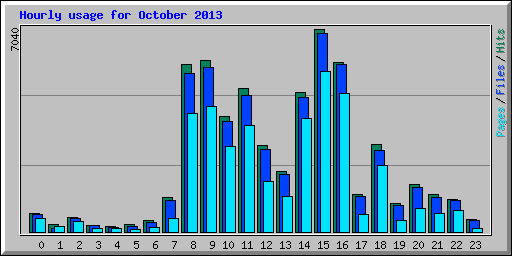 Hourly usage for October 2013
7040
Pages/Files/Hits
0 1 2 3 4 5 6 7 8 9 10 11 12 13 14 15 16 17 18 19 20 21 22 23